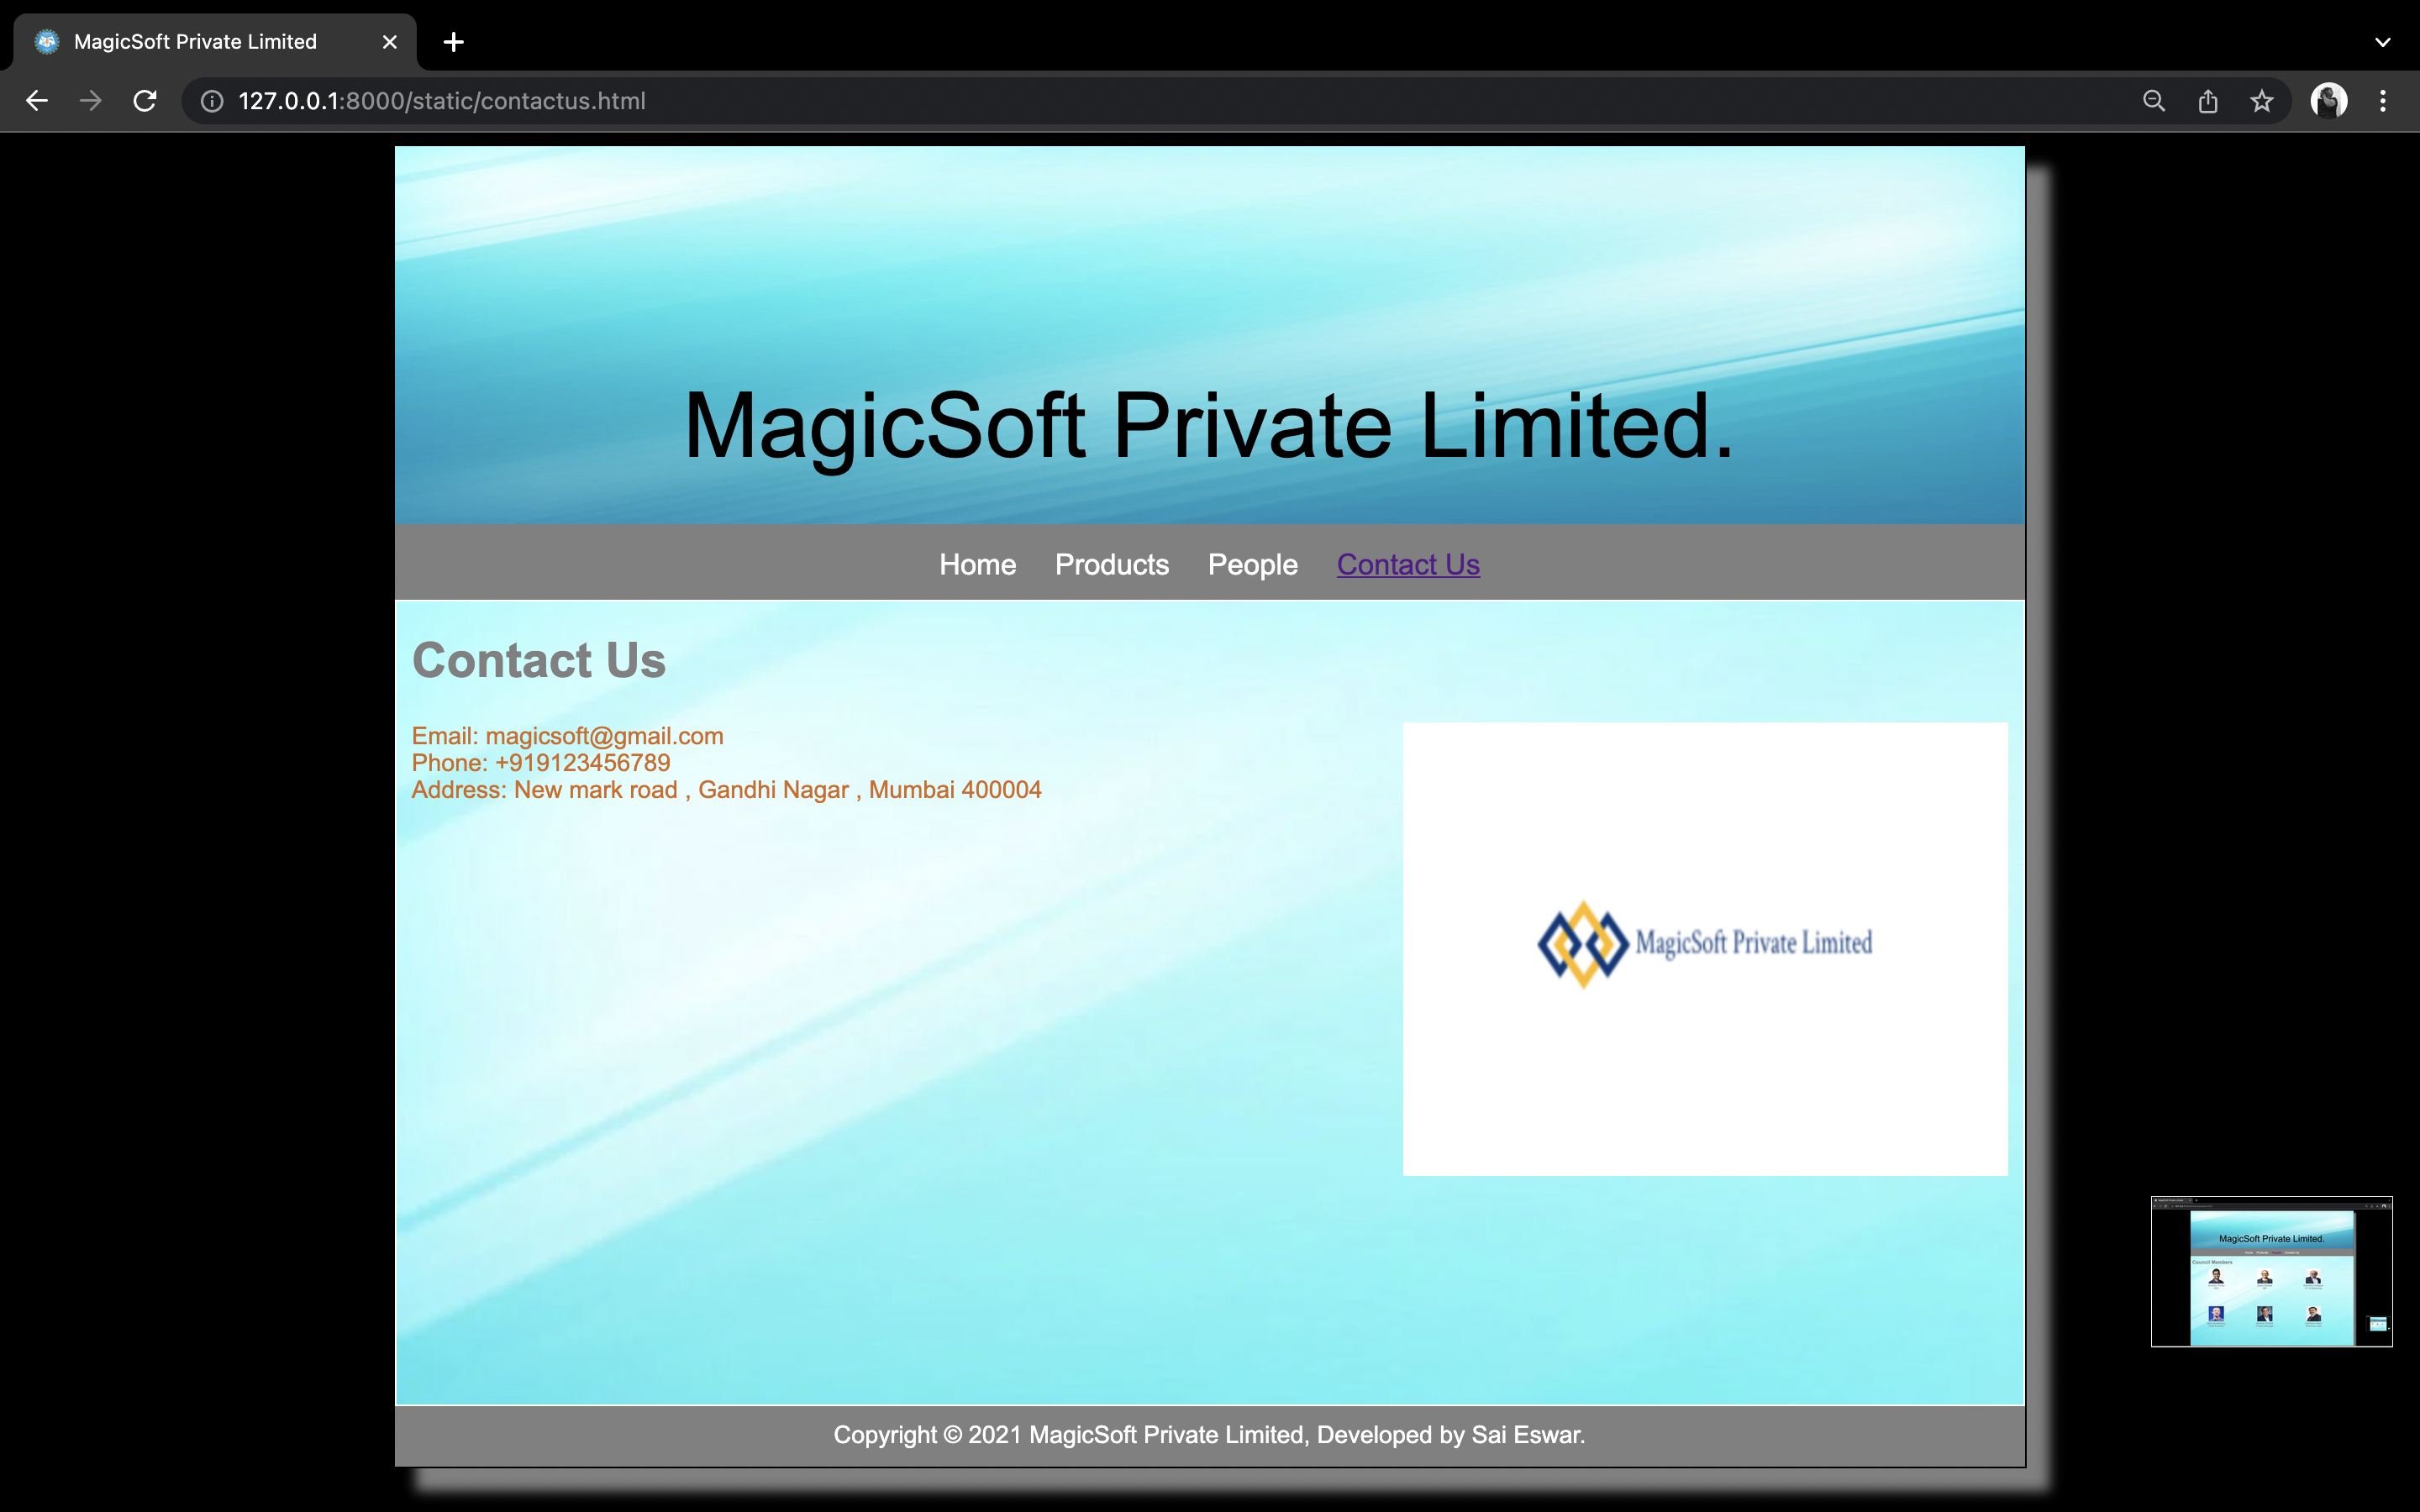 MagicSoft Private Limited
127.0.0.1:8000/static/contactus.html
MagicSoft Private Limited.
Home Products People Contact Us
Contact Us
Email: magicsoft@gmail.com
Phone: +919123456789
Address: New mark road , Gandhi Nagar , Mumbai 400004
MagicSoft Private Limited
MagicSoft Private Limited.
Council Members
Copyright © 2021 MagicSoft Private Limited, Developed by Sai Eswar.